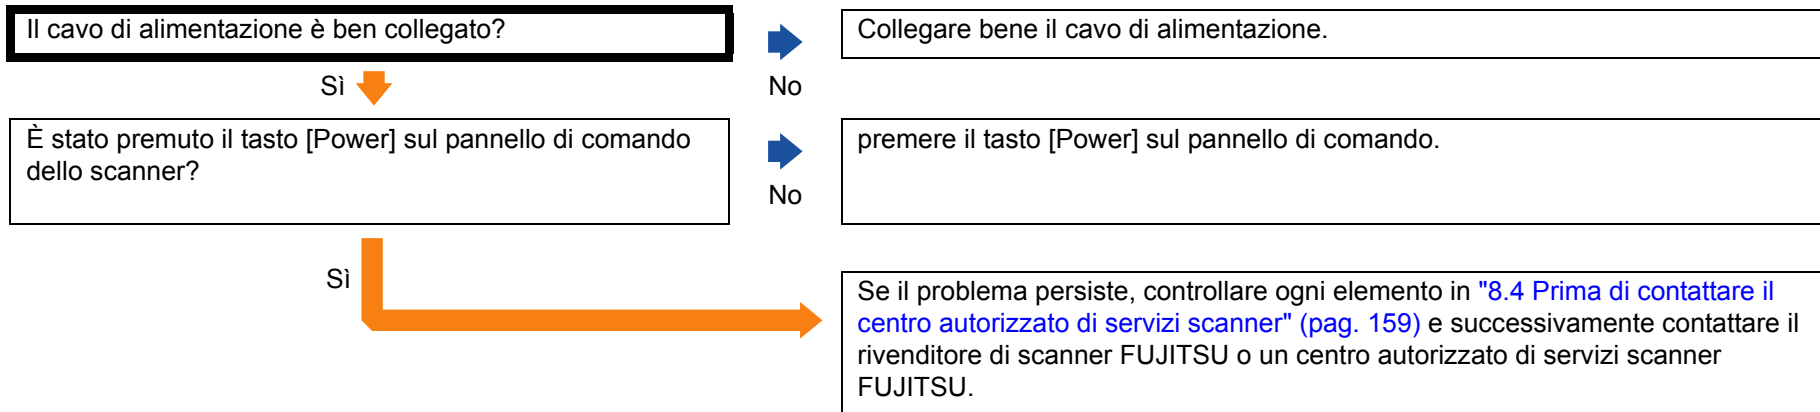 Il cavo di alimentazione è ben collegato?
Collegare bene il cavo di alimentazione.
Sì
No
È stato premuto il tasto [Power] sul pannello di comando
dello scanner?
premere il tasto [Power] sul pannello di comando.
No
Sì
Se il problema persiste, controllare ogni elemento in "8.4 Prima di contattare il
centro autorizzato di servizi scanner" (pag. 159) e successivamente contattare il
rivenditore di scanner FUJITSU o un centro autorizzato di servizi scanner
FUJITSU.